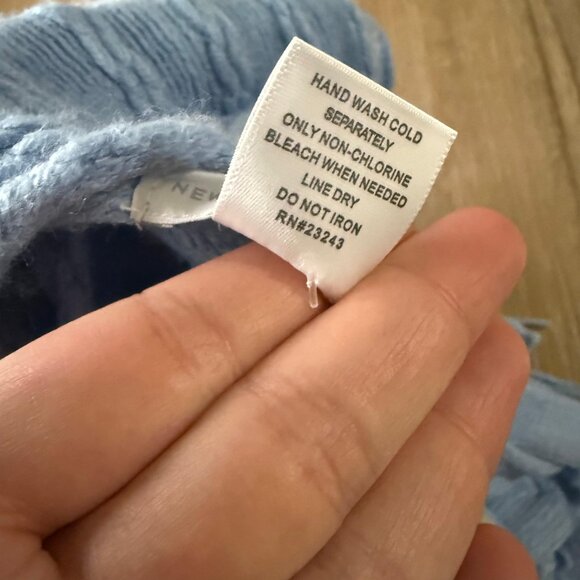 HAND WASH COLD
SEPARATELY
ONLY NON-CHLORINE
BLEACH WHEN NEEDED
LINE DRY
DO NOT IRON
RN#23243